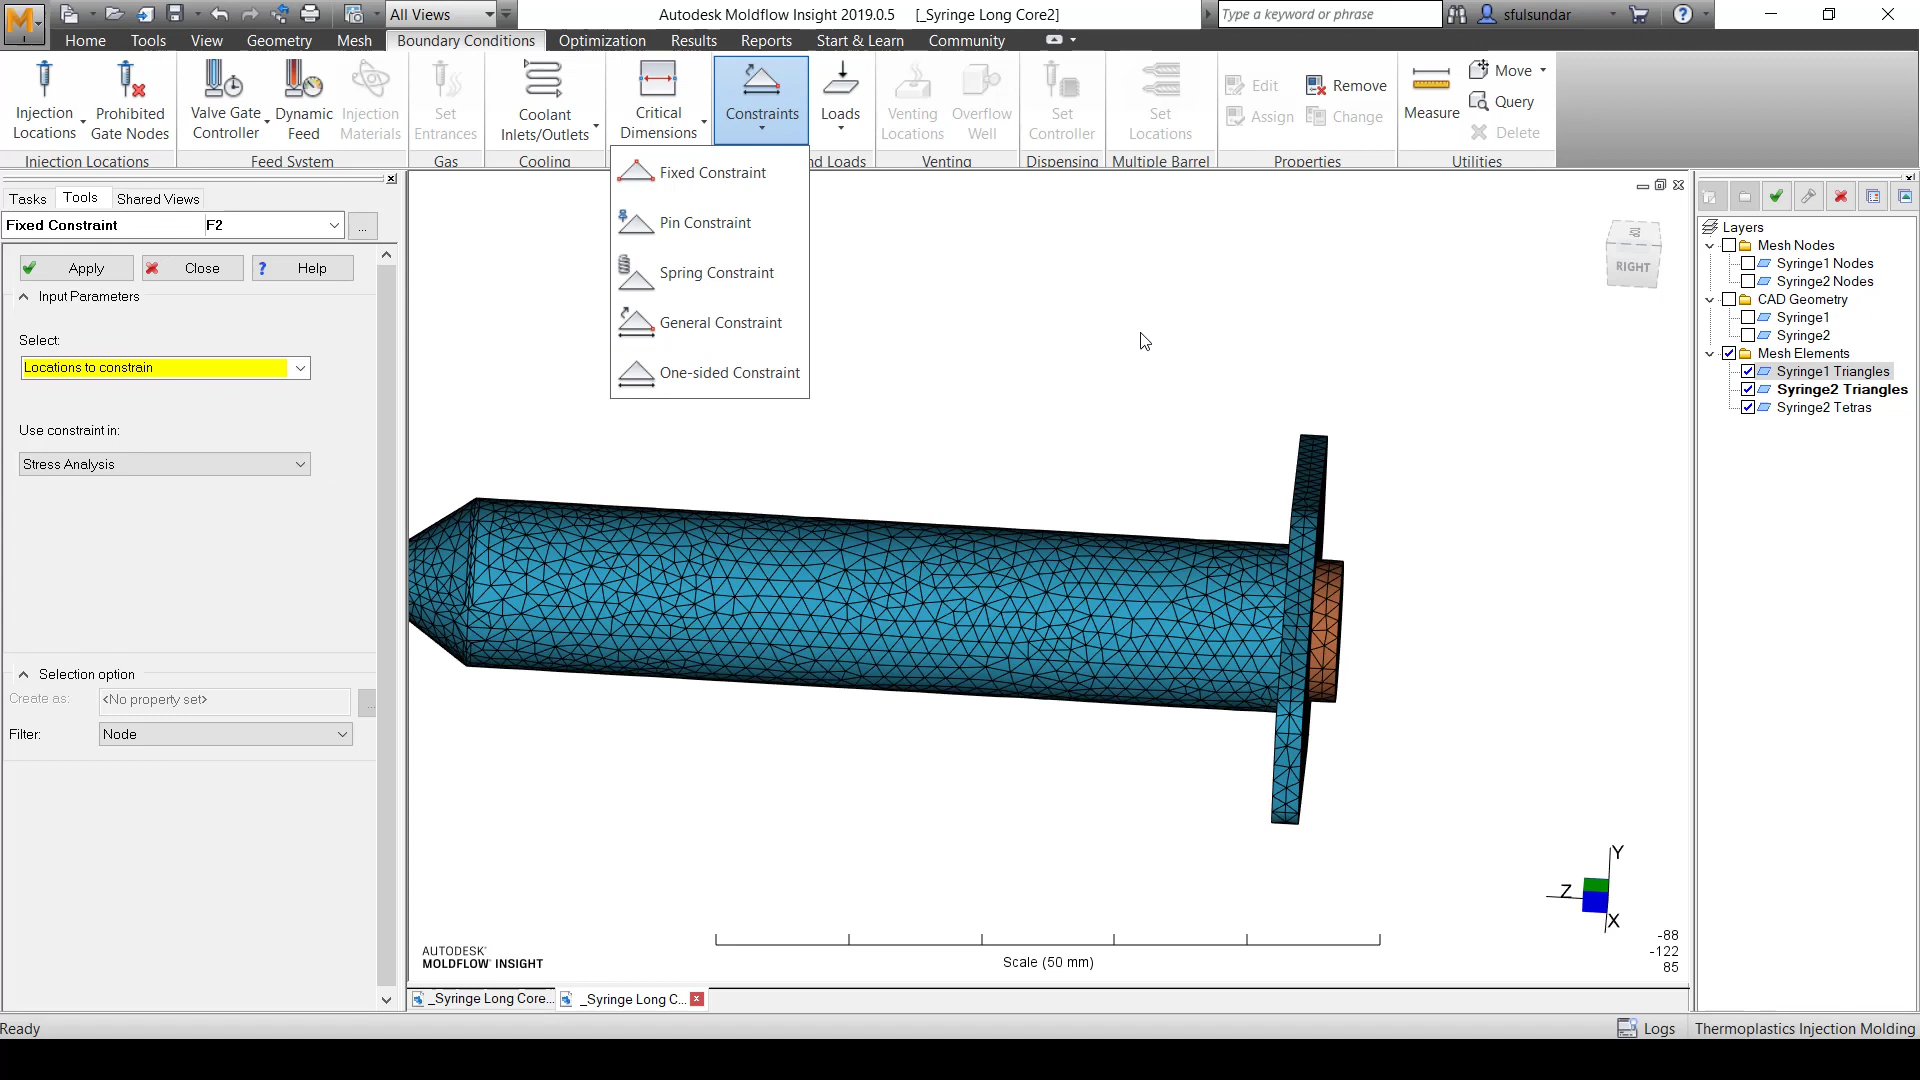 All Views
Autodesk Moldflow Insight 2019.0.5 [_Syringe Long Core2]
Type a keyword or phrase
sfulsundar
Home Tools View Geometry Mesh Boundary Conditions Optimization Results Reports Start & Learn Community
Injection Locations
Prohibited Gate Nodes
Valve Gate Controller
Dynamic Feed
Injection Materials
Set Entrances
Coolant Inlets/Outlets
Critical Dimensions
Constraints
Loads
Venting Locations
Overflow Well
Set Controller
Set Locations
Edit
Remove
Assign
Change
Measure
Move
Query
Delete
Injection Locations Feed System Gas Cooling nd Loads Venting Dispensing Multiple Barrel Properties Utilities
Fixed Constraint
Pin Constraint
Spring Constraint
General Constraint
One-sided Constraint
Tasks Tools Shared Views
Fixed Constraint F2
...
Apply Close ? Help
Input Parameters
Select:
Locations to constrain
Use constraint in:
Stress Analysis
Selection option
Create as: <No property set>
...
Filter: Node
RIGHT
Layers
Mesh Nodes
Syringe1 Nodes
Syringe2 Nodes
CAD Geometry
Syringe1
Syringe2
Mesh Elements
Syringe1 Triangles
Syringe2 Triangles
Syringe2 Tetras
Y
Z
X
-88
-122
85
AUTODESK'
MOLDFLOW' INSIGHT
Scale (50 mm)
_Syringe Long Core...
_Syringe Long C...
Ready
Logs
Thermoplastics Injection Molding